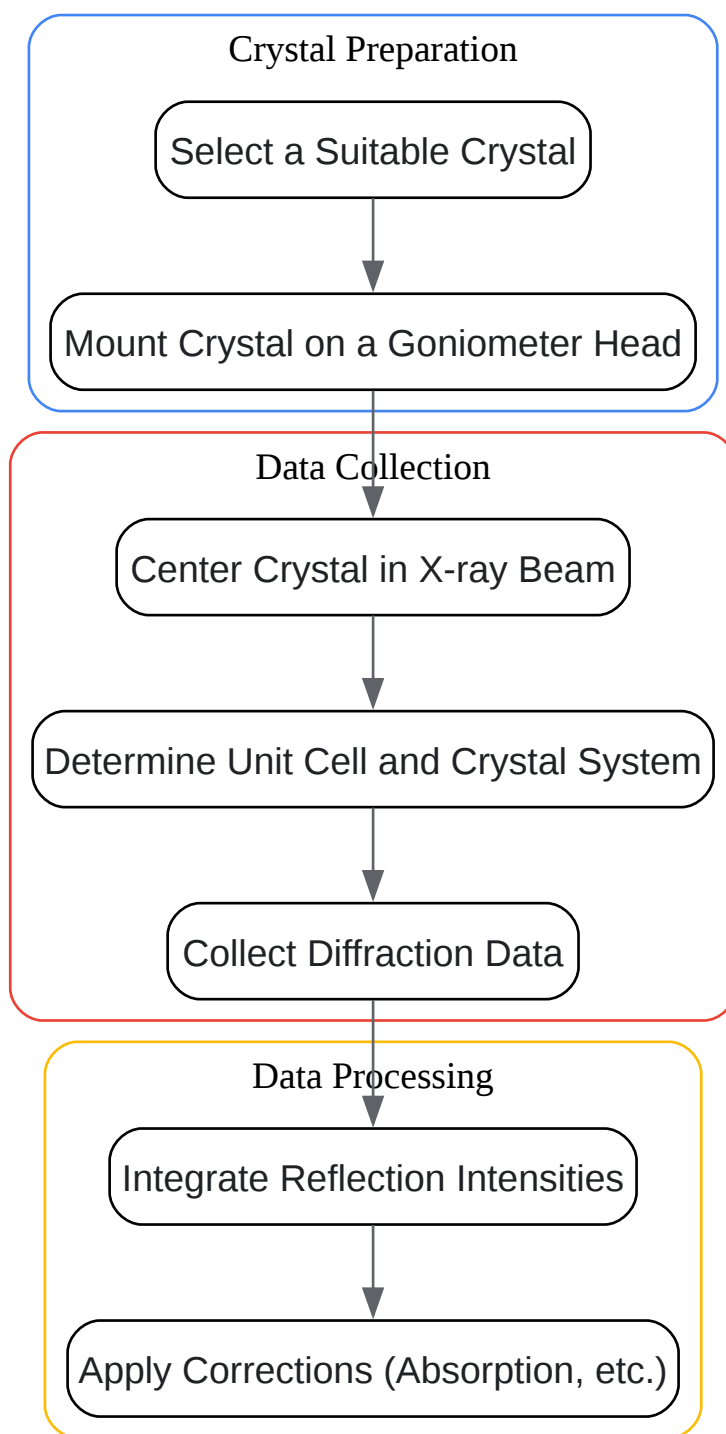 Crystal Preparation
Select a Suitable Crystal
Mount Crystal on a Goniometer Head
Data Collection
Center Crystal in X-ray Beam
Determine Unit Cell and Crystal System
Collect Diffraction Data
Data Processing
Integrate Reflection Intensities
Apply Corrections (Absorption, etc.)